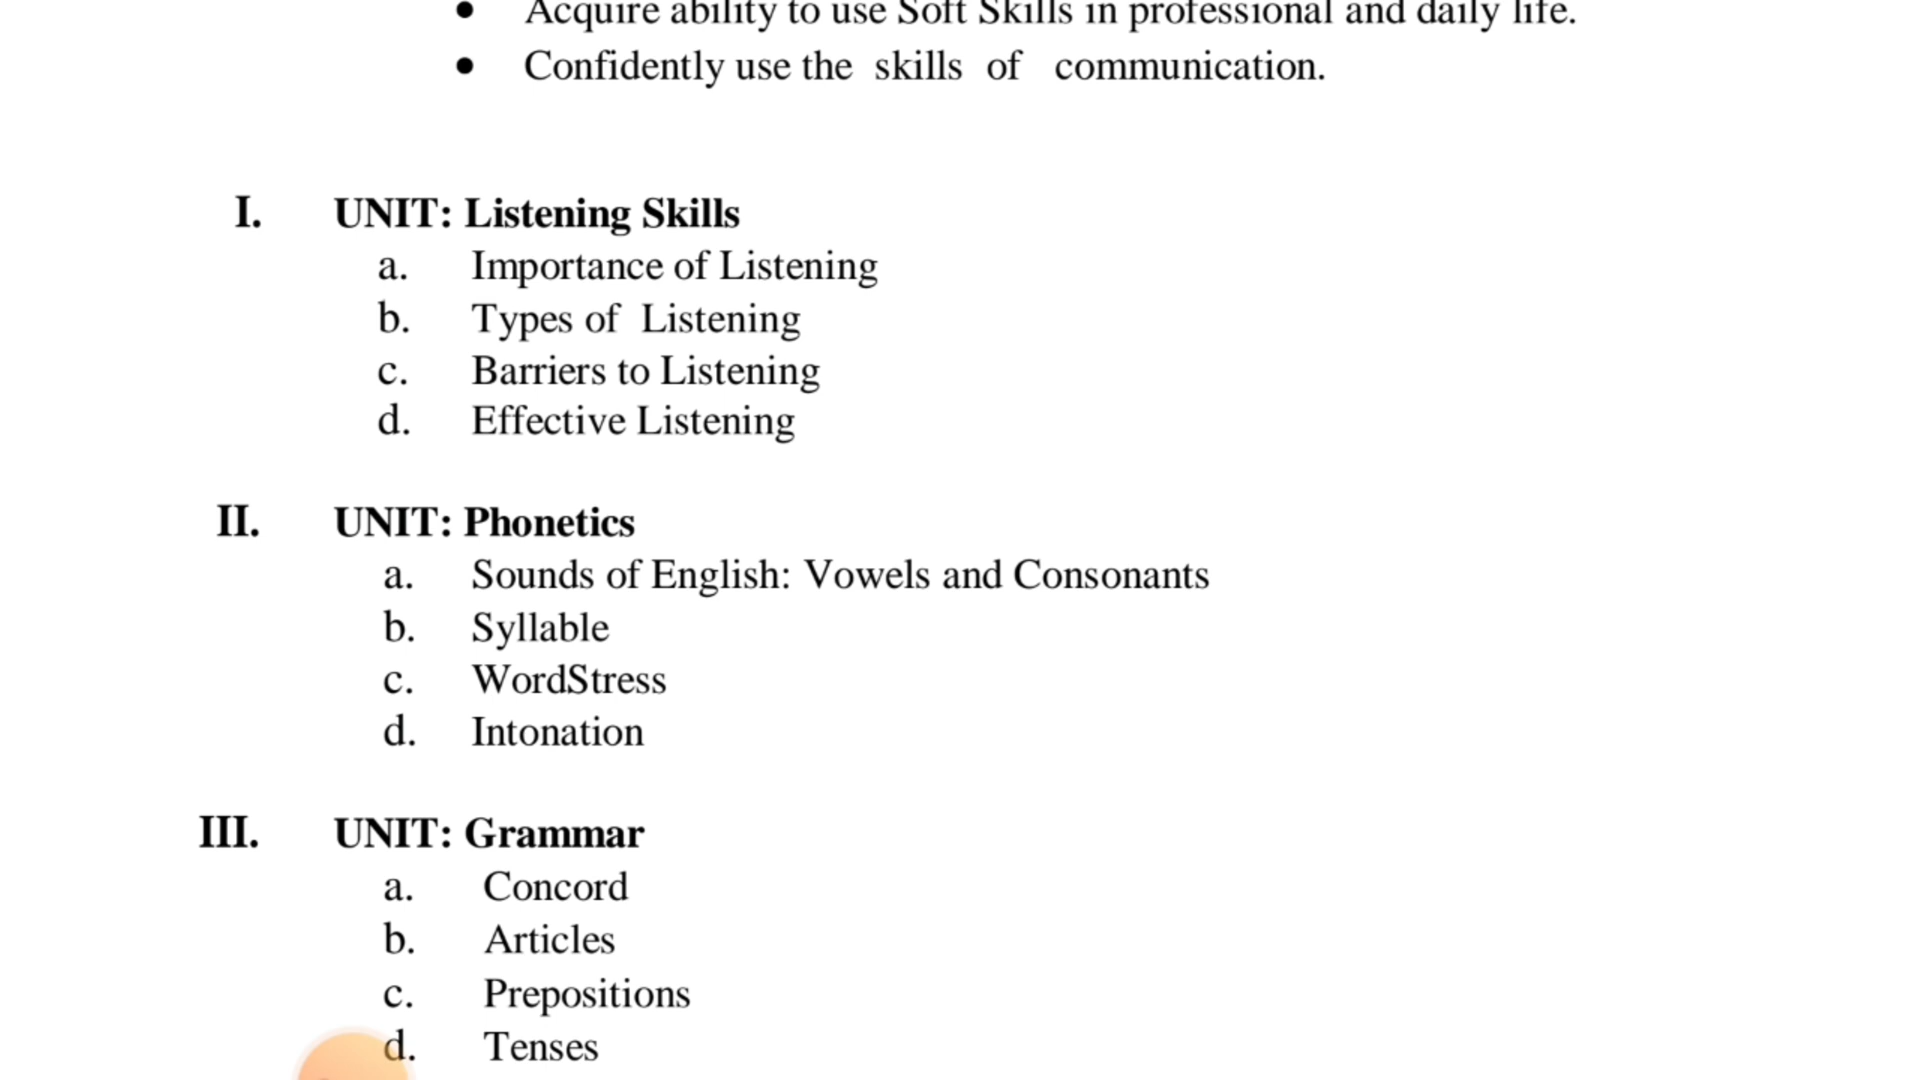 • Acquire ability to use Soft Skills in professional and daily life.
• Confidently use the skills of communication.
I. UNIT: Listening Skills
a. Importance of Listening
b. Types of Listening
c. Barriers to Listening
d. Effective Listening
II. UNIT: Phonetics
a. Sounds of English: Vowels and Consonants
b. Syllable
c. WordStress
d. Intonation
III. UNIT: Grammar
a. Concord
b. Articles
c. Prepositions
d. Tenses